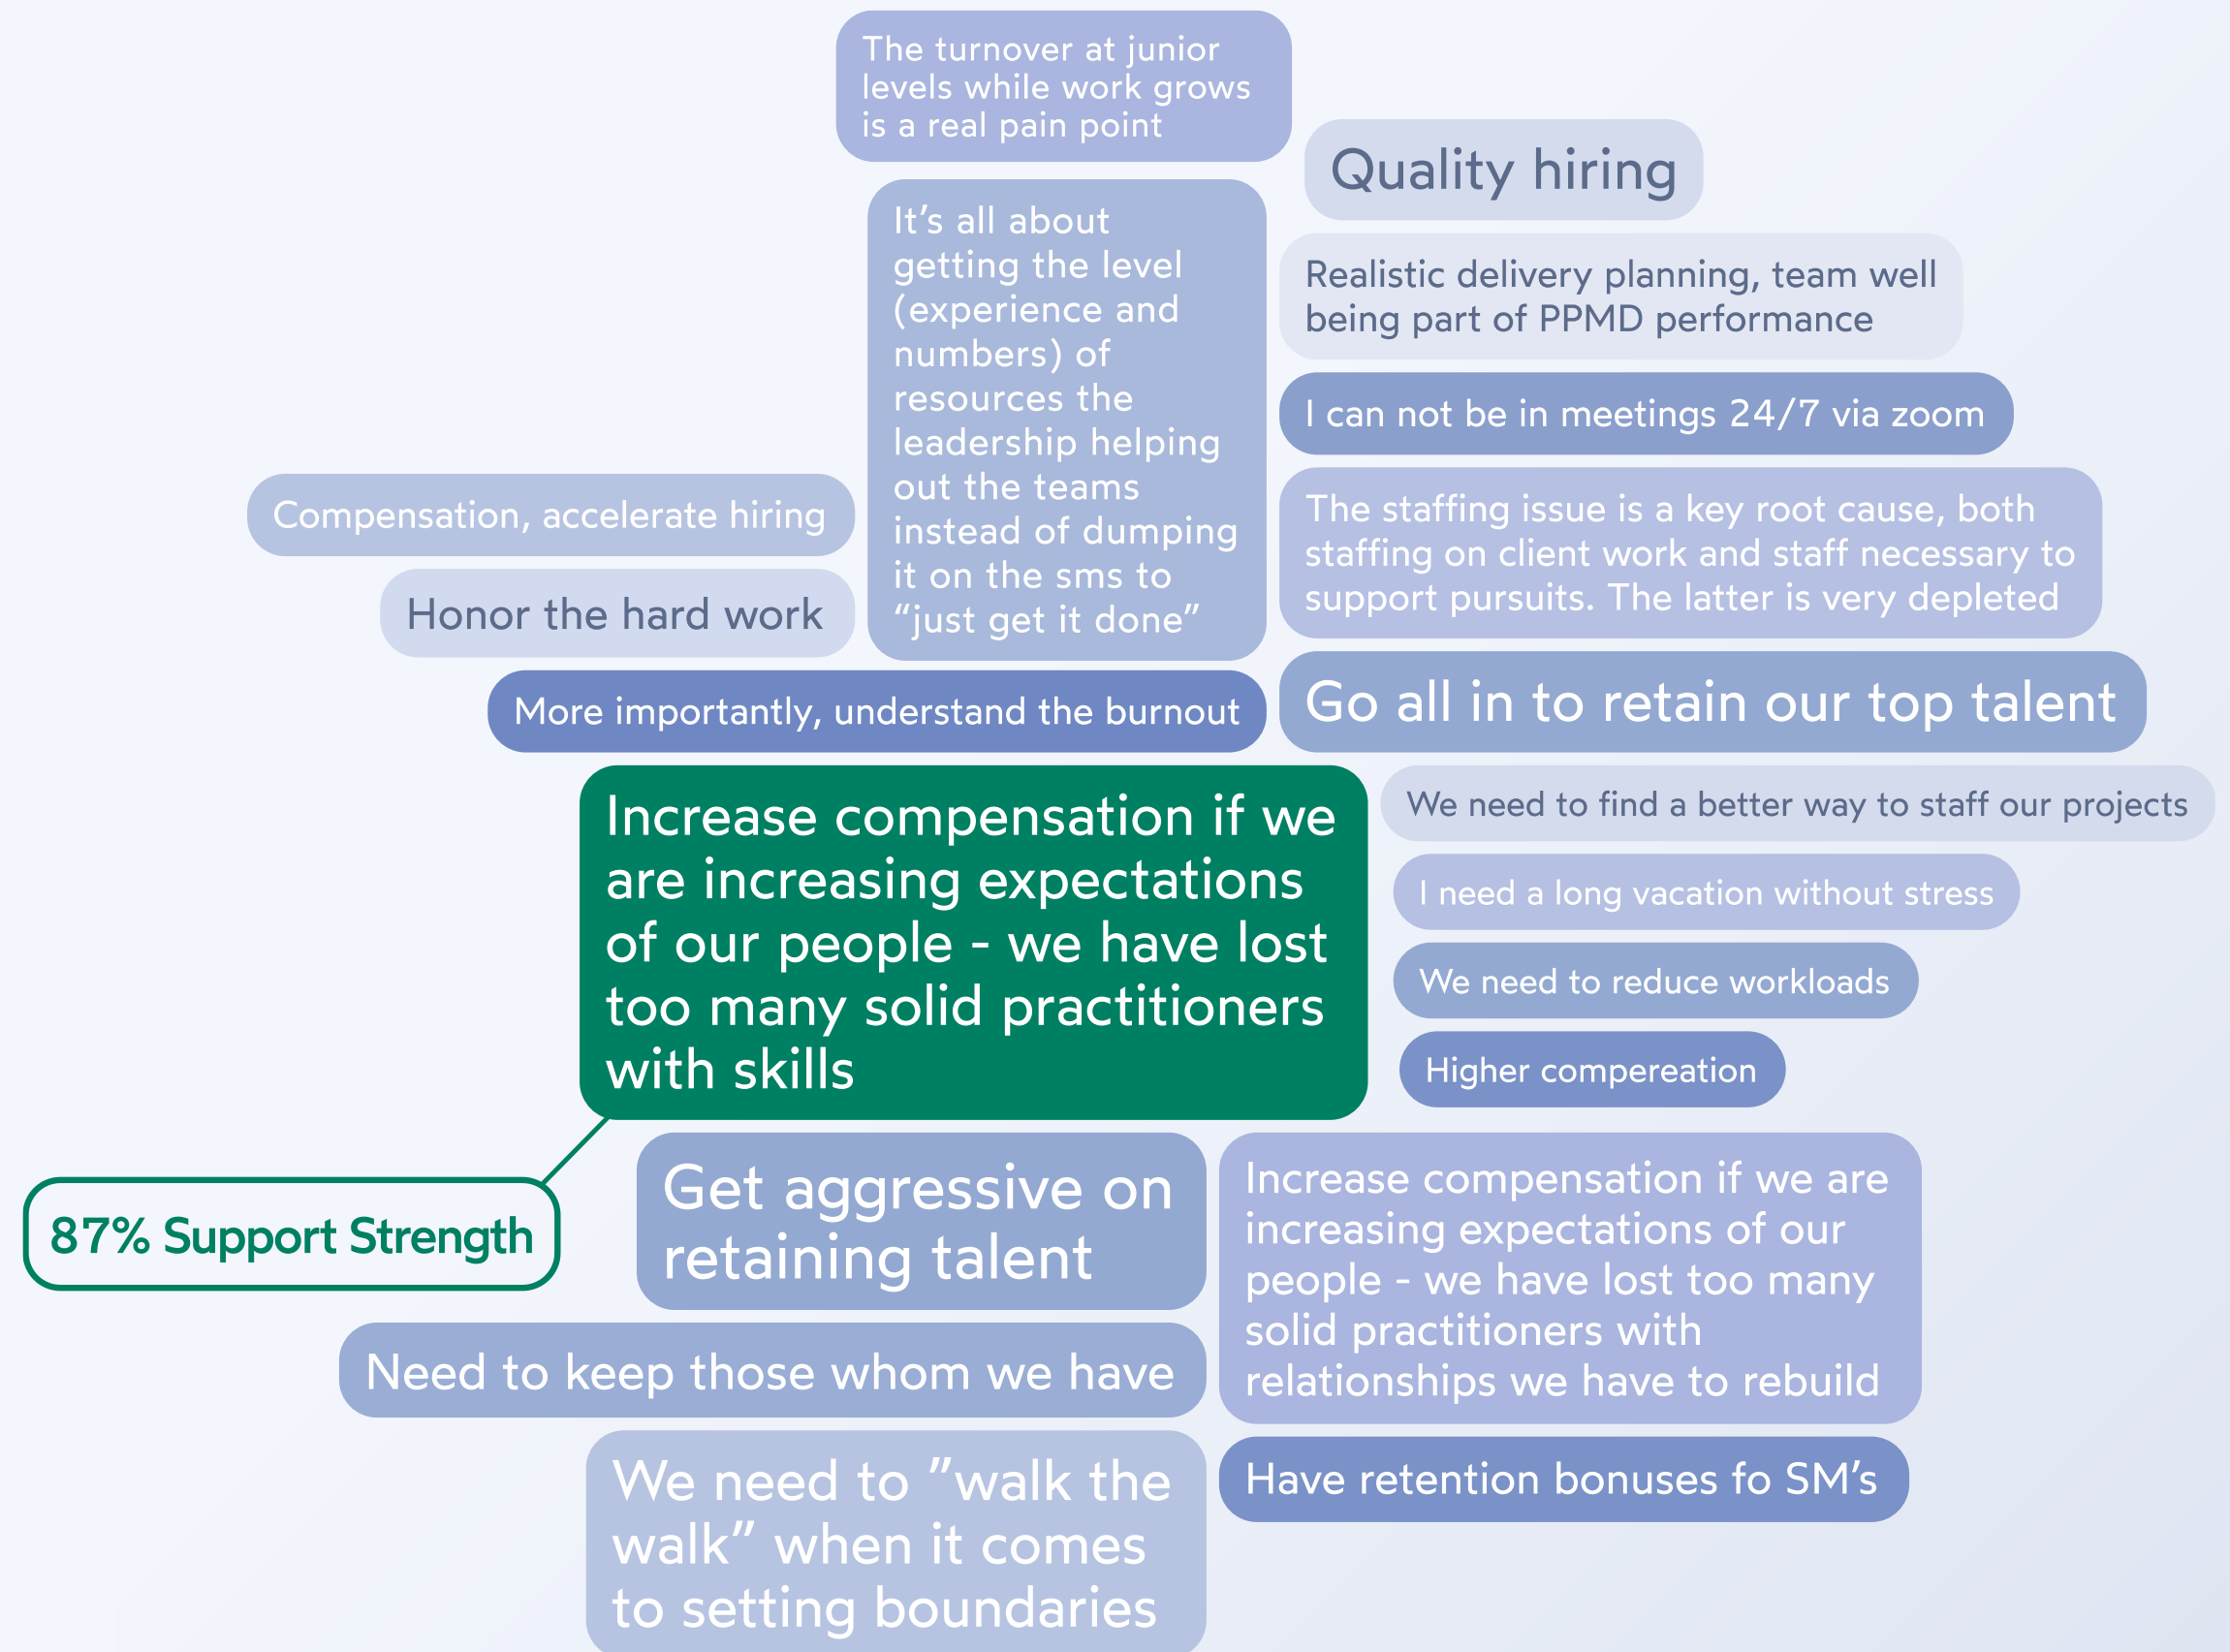 The turnover at junior
levels while work grows
is a real pain point
Quality hiring
It’s all about
getting the level
(experience and
numbers) of
resources the
leadership helping
out the teams
instead of dumping
it on the sms to
“just get it done”
Realistic delivery planning, team well
being part of PPMD performance
I can not be in meetings 24/7 via zoom
Compensation, accelerate hiring
The staffing issue is a key root cause, both
staffing on client work and staff necessary to
support pursuits. The latter is very depleted
Honor the hard work
More importantly, understand the burnout
Go all in to retain our top talent
Increase compensation if we
are increasing expectations
of our people - we have lost
too many solid practitioners
with skills
We need to find a better way to staff our projects
I need a long vacation without stress
We need to reduce workloads
Higher compereation
87% Support Strength
Get aggressive on
retaining talent
Increase compensation if we are
increasing expectations of our
people - we have lost too many
solid practitioners with
relationships we have to rebuild
Need to keep those whom we have
We need to ”walk the
walk” when it comes
to setting boundaries
Have retention bonuses fo SM’s